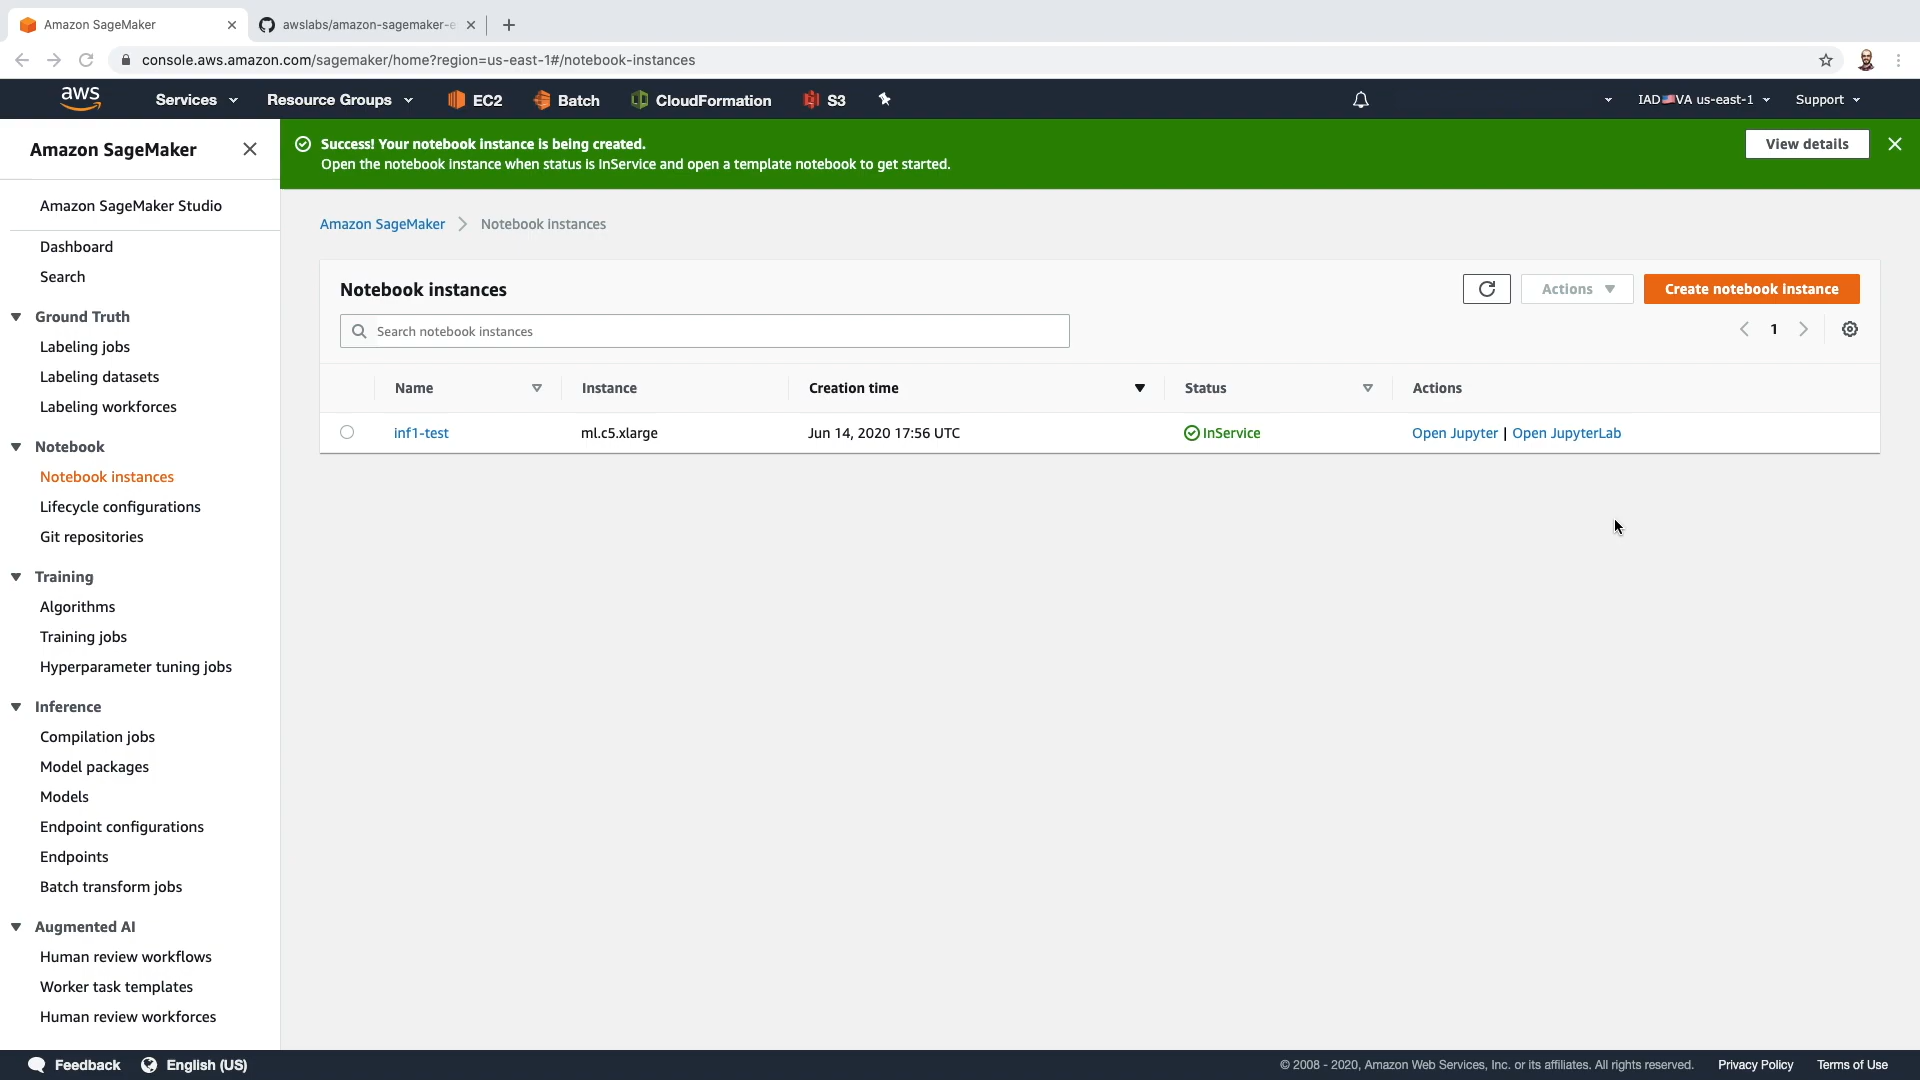 Amazon SageMaker
awslabs/amazon-sagemaker-e
console.aws.amazon.com/sagemaker/home?region=us-east-1#/notebook-instances
aws
Services
Resource Groups
EC2
Batch
CloudFormation
S3
IAD🇺🇸VA us-east-1
Support
Amazon SageMaker
Success! Your notebook instance is being created.
Open the notebook instance when status is InService and open a template notebook to get started.
View details
Amazon SageMaker Studio
Dashboard
Search
Ground Truth
Labeling jobs
Labeling datasets
Labeling workforces
Notebook
Notebook instances
Lifecycle configurations
Git repositories
Training
Algorithms
Training jobs
Hyperparameter tuning jobs
Inference
Compilation jobs
Model packages
Models
Endpoint configurations
Endpoints
Batch transform jobs
Augmented AI
Human review workflows
Worker task templates
Human review workforces
Amazon SageMaker > Notebook instances
Notebook instances
Actions
Create notebook instance
Search notebook instances
1
Name Instance Creation time Status Actions
inf1-test ml.c5.xlarge Jun 14, 2020 17:56 UTC InService Open Jupyter | Open JupyterLab
Feedback
English (US)
© 2008 - 2020, Amazon Web Services, Inc. or its affiliates. All rights reserved.
Privacy Policy
Terms of Use